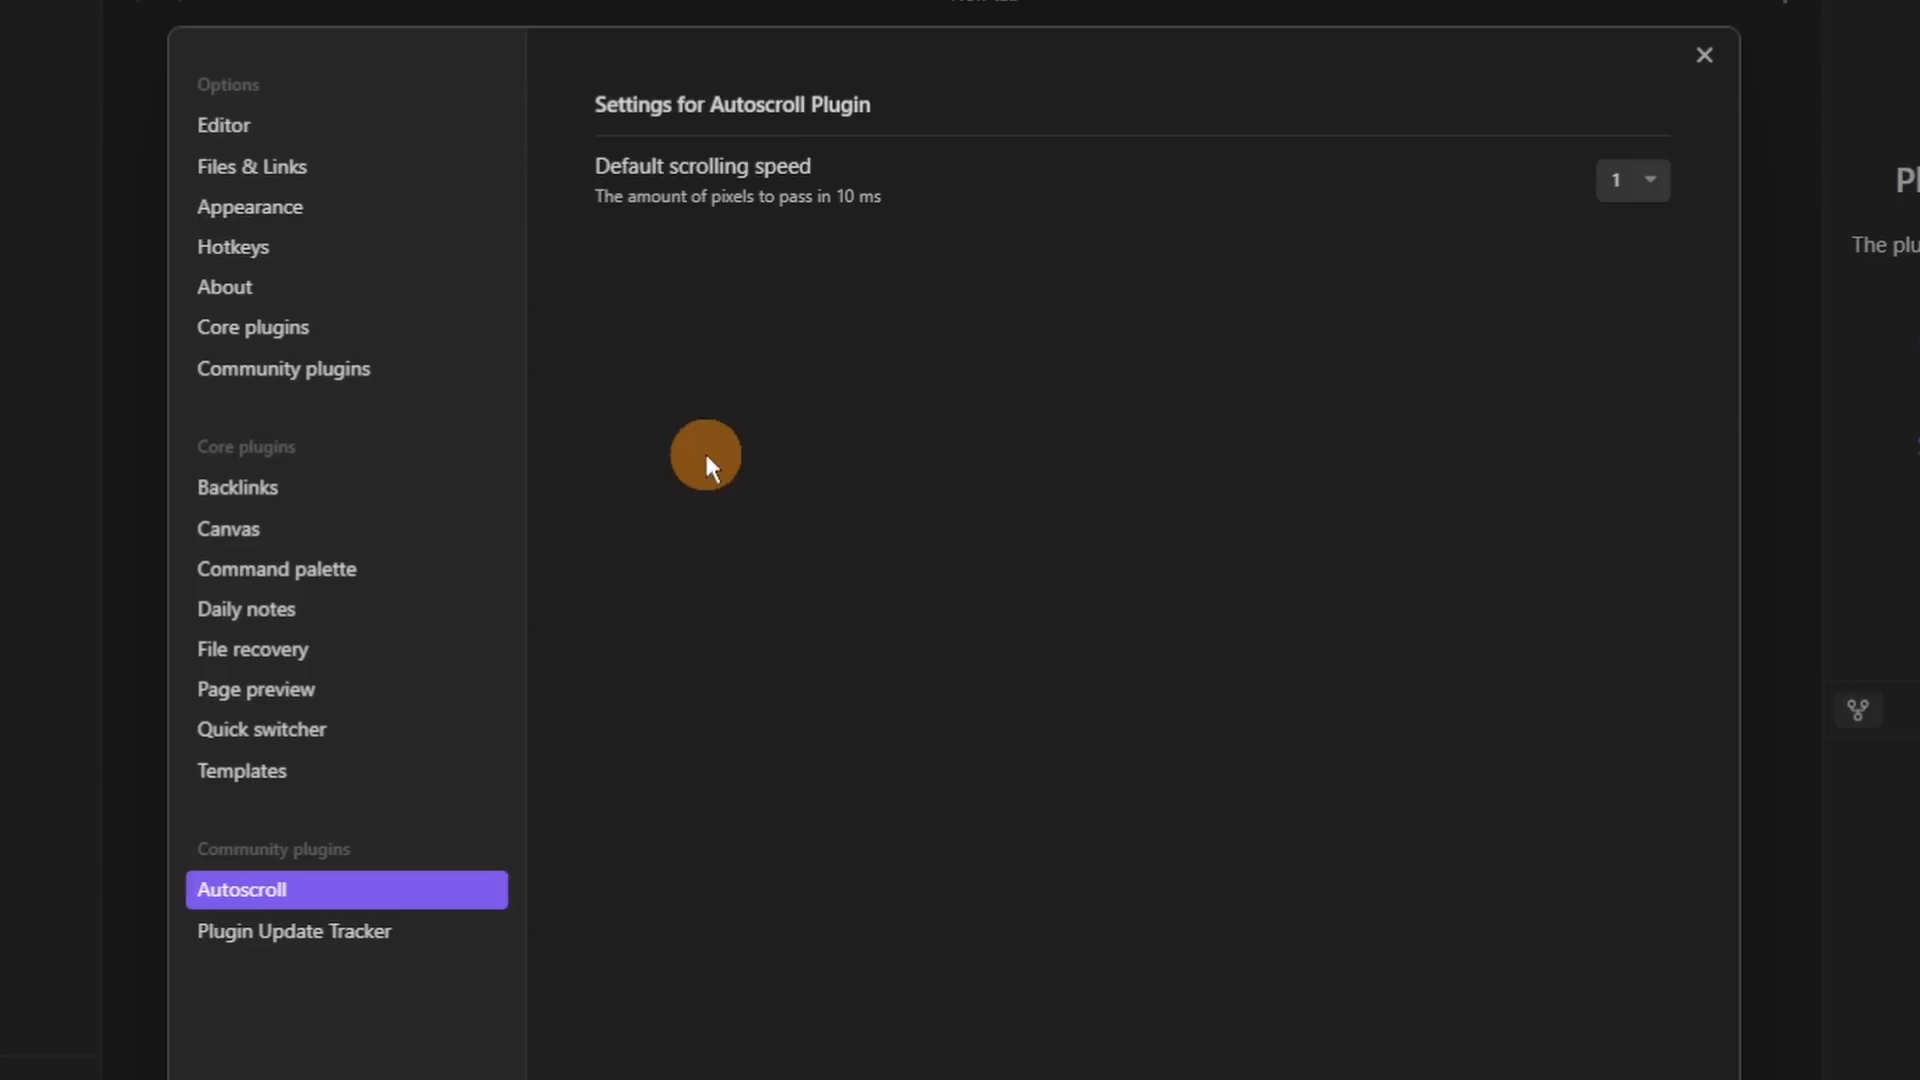 Options
Editor
Files & Links
Appearance
Hotkeys
About
Core plugins
Community plugins
Core plugins
Backlinks
Canvas
Command palette
Daily notes
File recovery
Page preview
Quick switcher
Templates
Community plugins
Autoscroll
Plugin Update Tracker
Settings for Autoscroll Plugin
Default scrolling speed
The amount of pixels to pass in 10 ms
1
The